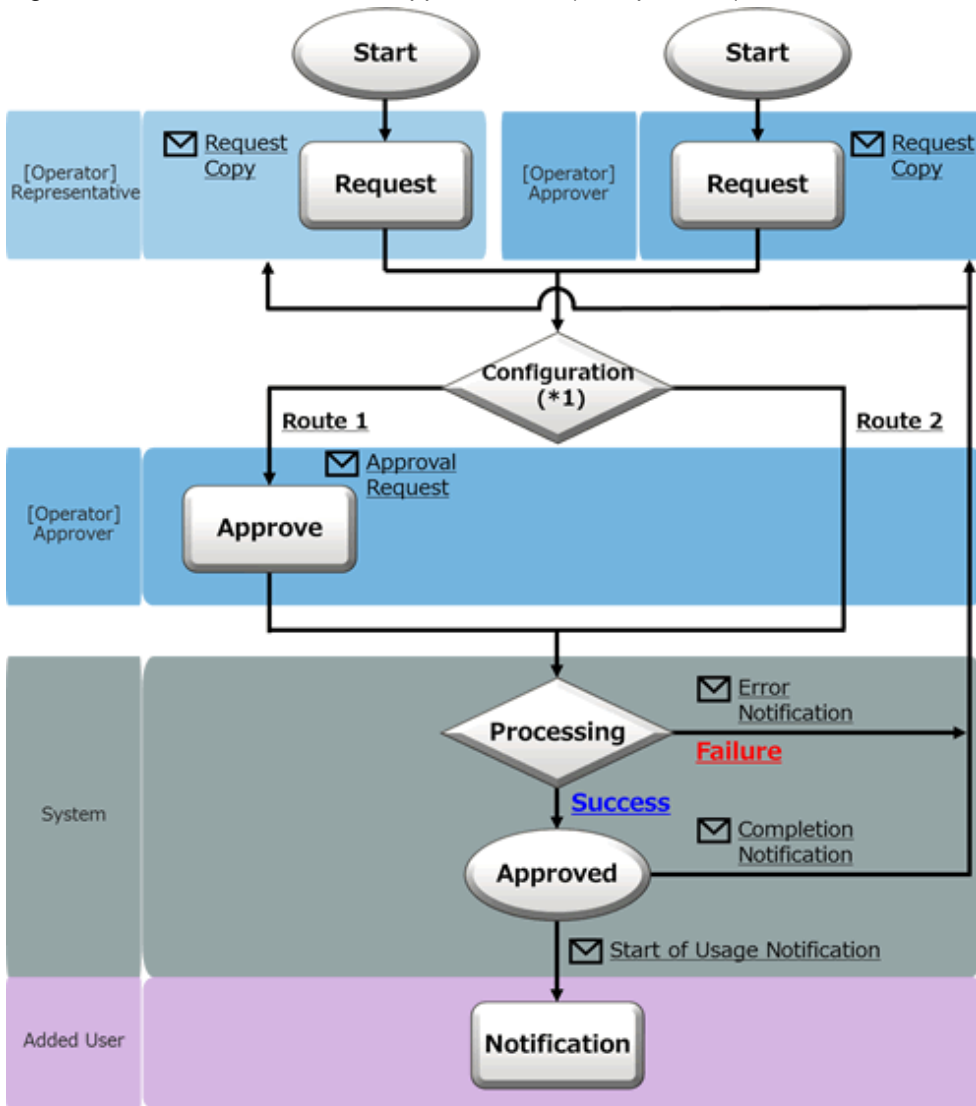 Start
Start
[Operator]
Representative
Request
Copy
Request
[Operator]
Approver
Request
Request
Copy
Configuration
(*1)
Route 1
Route 2
Approval
Request
[Operator]
Approver
Approve
Error
Notification
Processing
Failure
Success
System
Completion
Notification
Approved
Start of Usage Notification
Added User
Notification